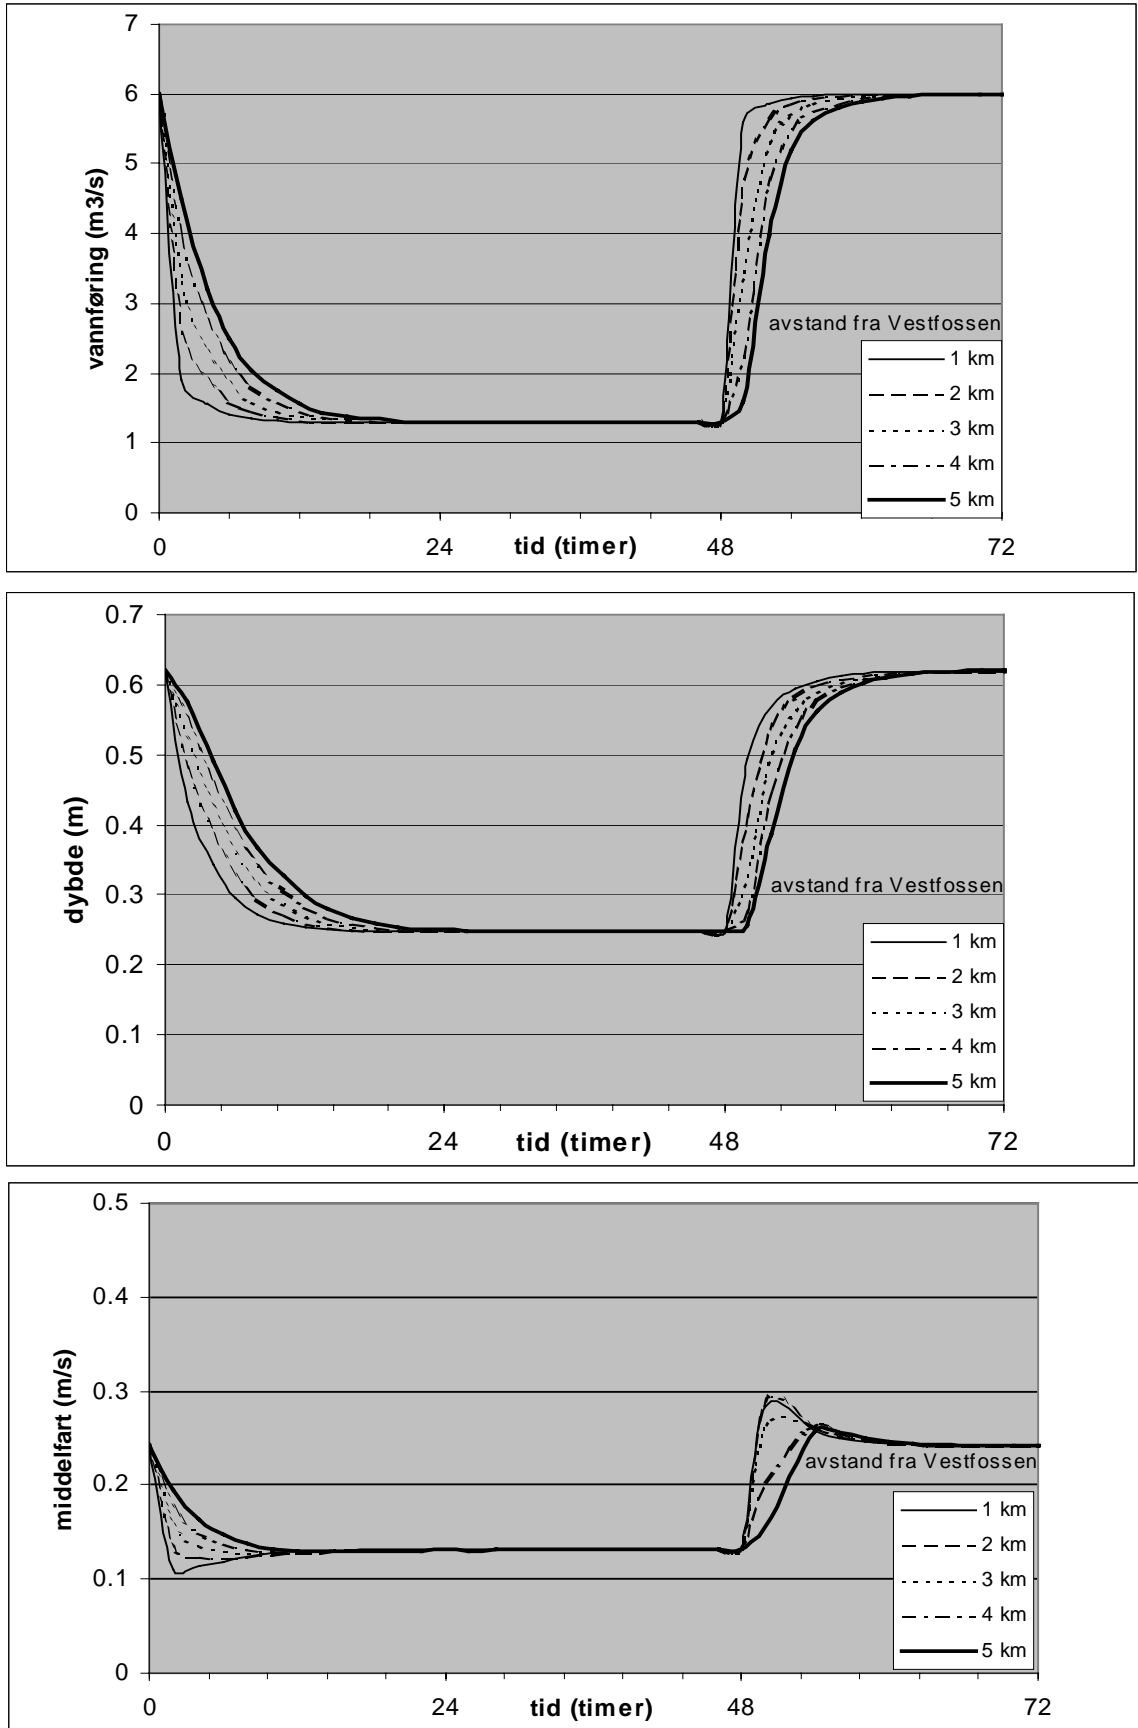 7
6
5
4
3
2
1
0
vannføring (m3/s)
0
24
48
72
tid (timer)
avstand fra Vestfossen
1 km
2 km
3 km
4 km
5 km
0.7
0.6
0.5
0.4
0.3
0.2
0.1
0
dybde (m)
0
24
48
72
tid (timer)
avstand fra Vestfossen
1 km
2 km
3 km
4 km
5 km
0.5
0.4
0.3
0.2
0.1
0
middelfart (m/s)
0
24
48
72
tid (timer)
avstand fra Vestfossen
1 km
2 km
3 km
4 km
5 km